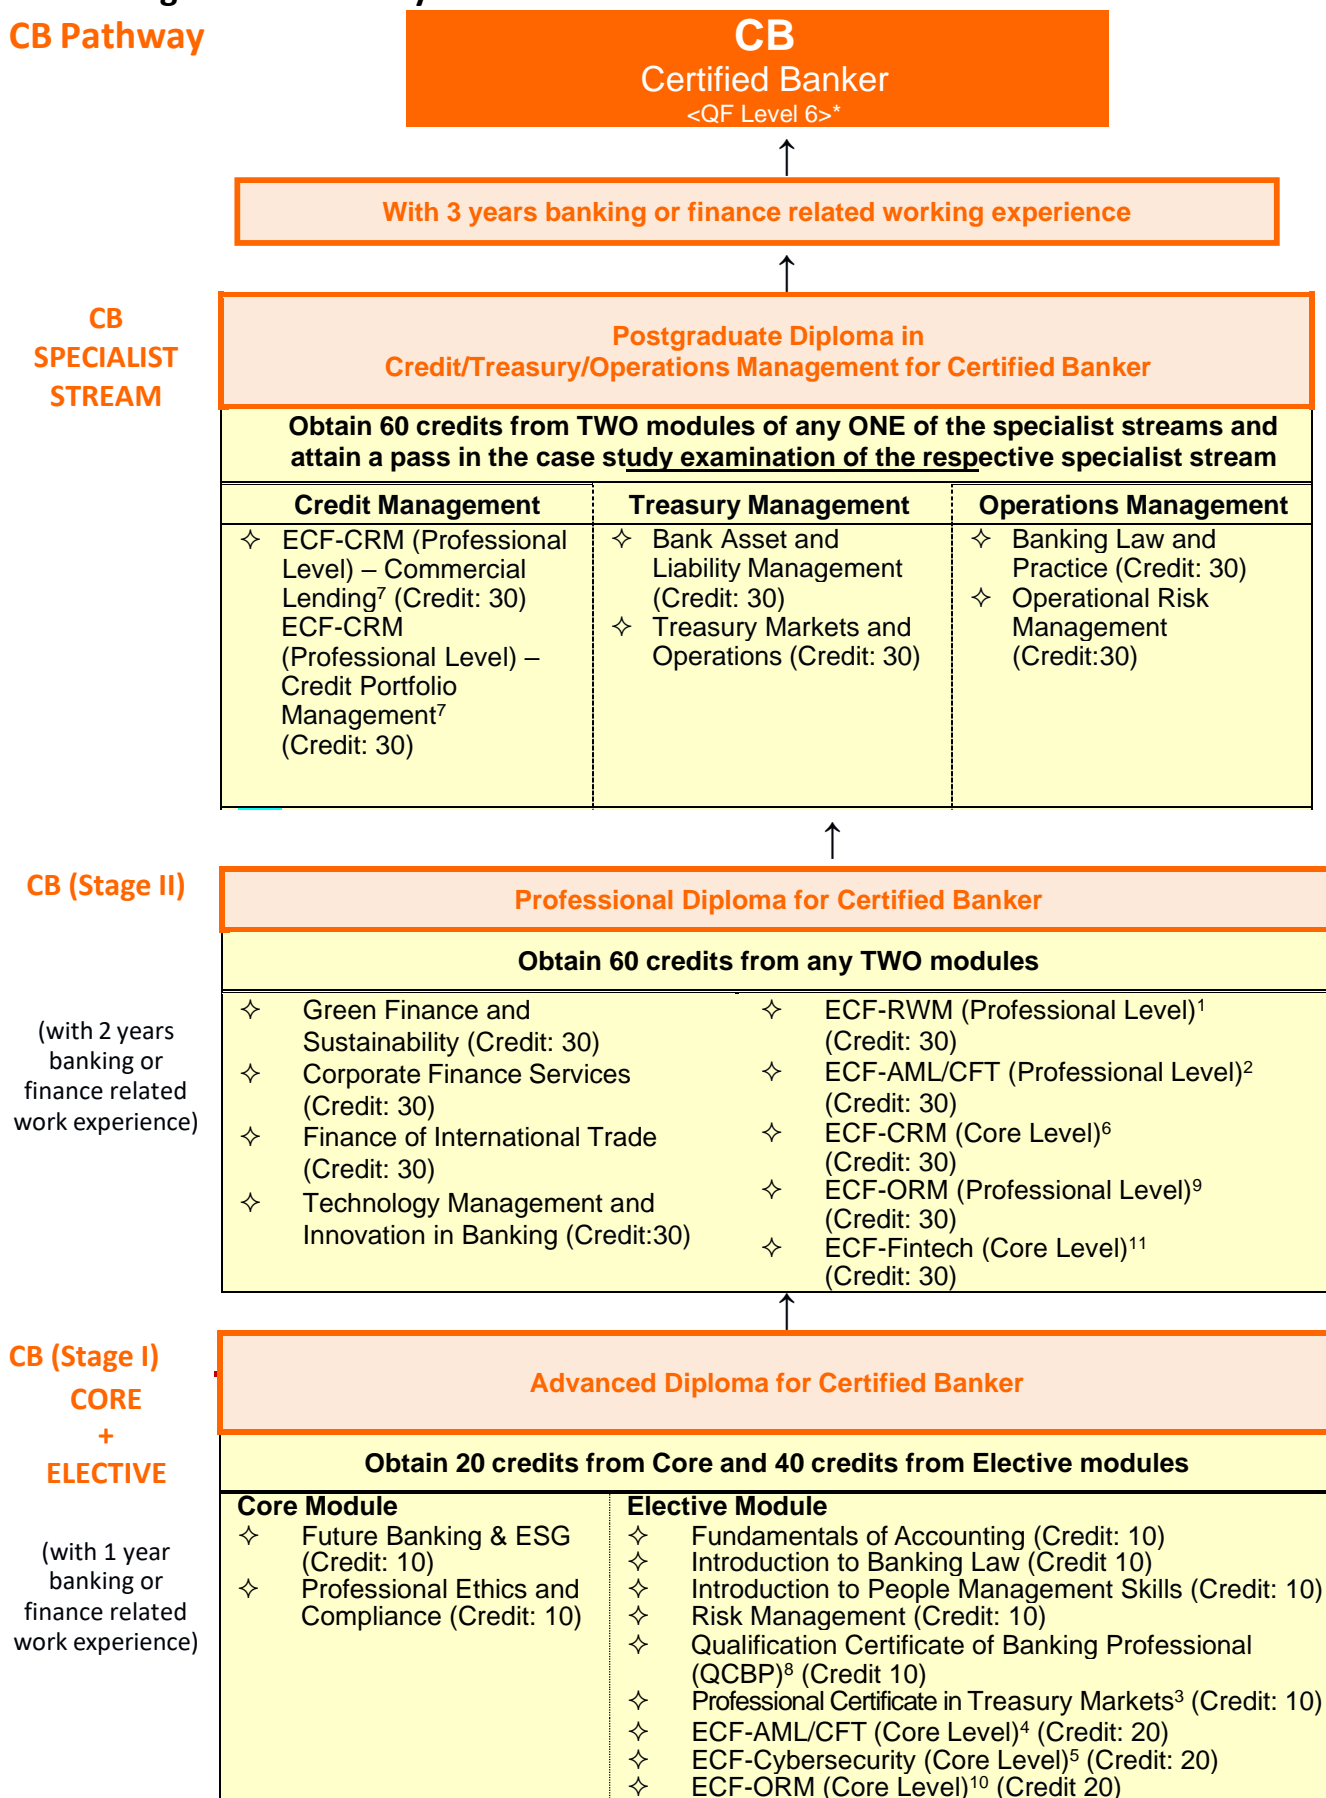 CB Pathway
CB
Certified Banker
<QF Level 6>*
↑
With 3 years banking or finance related working experience
↑
CB
SPECIALIST
STREAM
Postgraduate Diploma in
Credit/Treasury/Operations Management for Certified Banker
Obtain 60 credits from TWO modules of any ONE of the specialist streams and
attain a pass in the case study examination of the respective specialist stream
Credit Management
✧ ECF-CRM (Professional
Level) – Commercial
Lending⁷ (Credit: 30)
ECF-CRM
(Professional Level) –
Credit Portfolio
Management⁷
(Credit: 30)
Treasury Management
✧ Bank Asset and
Liability Management
(Credit: 30)
✧ Treasury Markets and
Operations (Credit: 30)
Operations Management
✧ Banking Law and
Practice (Credit: 30)
✧ Operational Risk
Management
(Credit:30)
↑
CB (Stage II)
(with 2 years
banking or
finance related
work experience)
Professional Diploma for Certified Banker
Obtain 60 credits from any TWO modules
✧ Green Finance and
Sustainability (Credit: 30)
✧ Corporate Finance Services
(Credit: 30)
✧ Finance of International Trade
(Credit: 30)
✧ Technology Management and
Innovation in Banking (Credit:30)
✧ ECF-RWM (Professional Level)¹
(Credit: 30)
✧ ECF-AML/CFT (Professional Level)²
(Credit: 30)
✧ ECF-CRM (Core Level)⁶
(Credit: 30)
✧ ECF-ORM (Professional Level)⁹
(Credit: 30)
✧ ECF-Fintech (Core Level)¹¹
(Credit: 30)
↑
CB (Stage I)
CORE
+
ELECTIVE
(with 1 year
banking or
finance related
work experience)
Advanced Diploma for Certified Banker
Obtain 20 credits from Core and 40 credits from Elective modules
Core Module
✧ Future Banking & ESG
(Credit: 10)
✧ Professional Ethics and
Compliance (Credit: 10)
Elective Module
✧ Fundamentals of Accounting (Credit: 10)
✧ Introduction to Banking Law (Credit 10)
✧ Introduction to People Management Skills (Credit: 10)
✧ Risk Management (Credit: 10)
✧ Qualification Certificate of Banking Professional
(QCBP)⁸ (Credit 10)
✧ Professional Certificate in Treasury Markets³ (Credit: 10)
✧ ECF-AML/CFT (Core Level)⁴ (Credit: 20)
✧ ECF-Cybersecurity (Core Level)⁵ (Credit: 20)
✧ ECF-ORM (Core Level)¹⁰ (Credit 20)